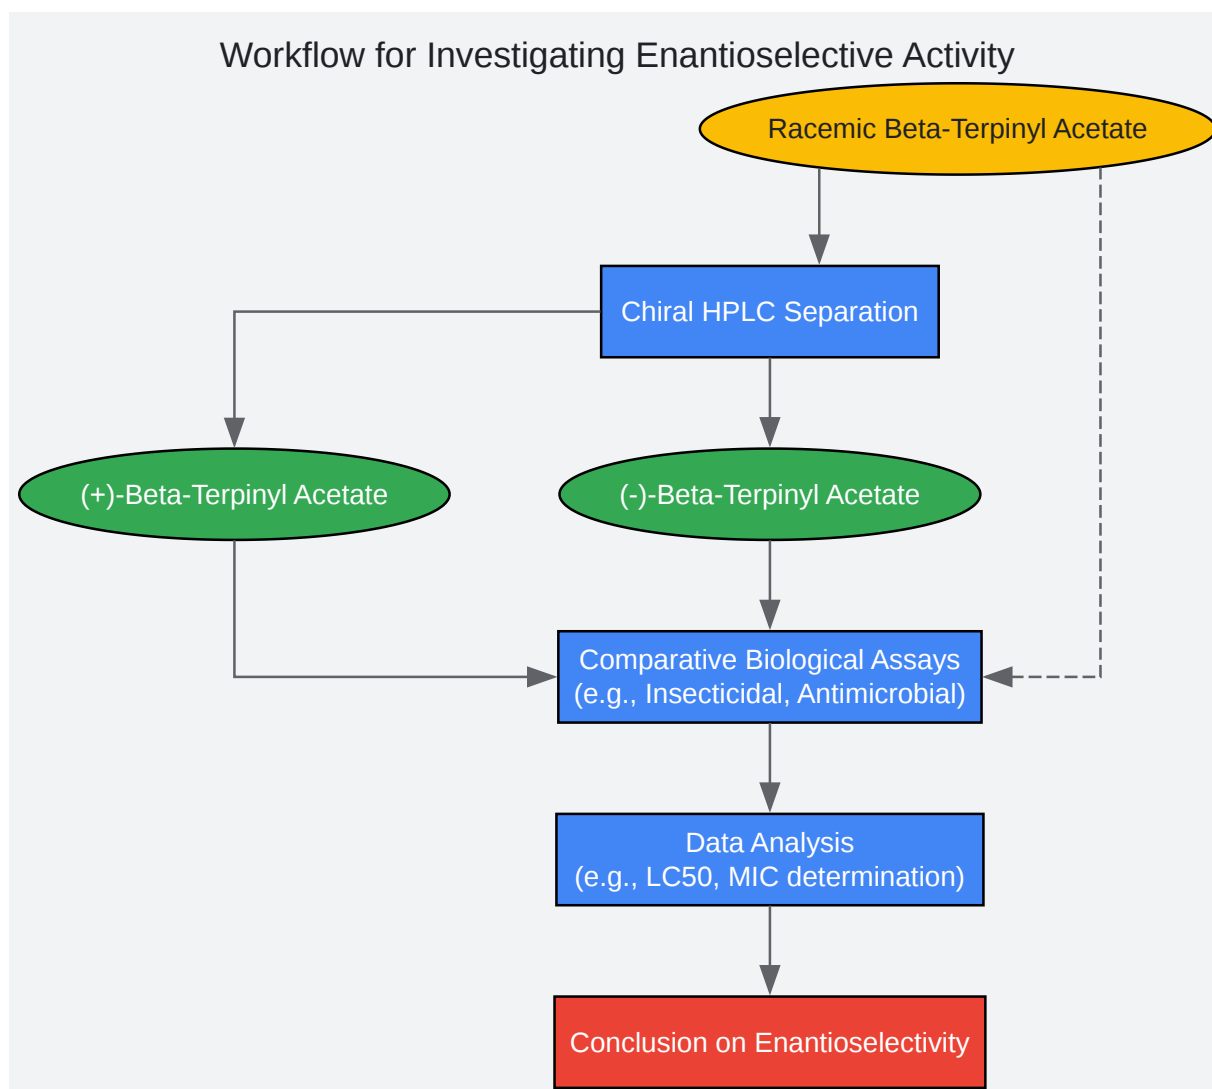 Workflow for Investigating Enantioselective Activity
Racemic Beta-Terpinyl Acetate
Chiral HPLC Separation
(+)-Beta-Terpinyl Acetate
(-)-Beta-Terpinyl Acetate
Comparative Biological Assays
(e.g., Insecticidal, Antimicrobial)
Data Analysis
(e.g., LC50, MIC determination)
Conclusion on Enantioselectivity